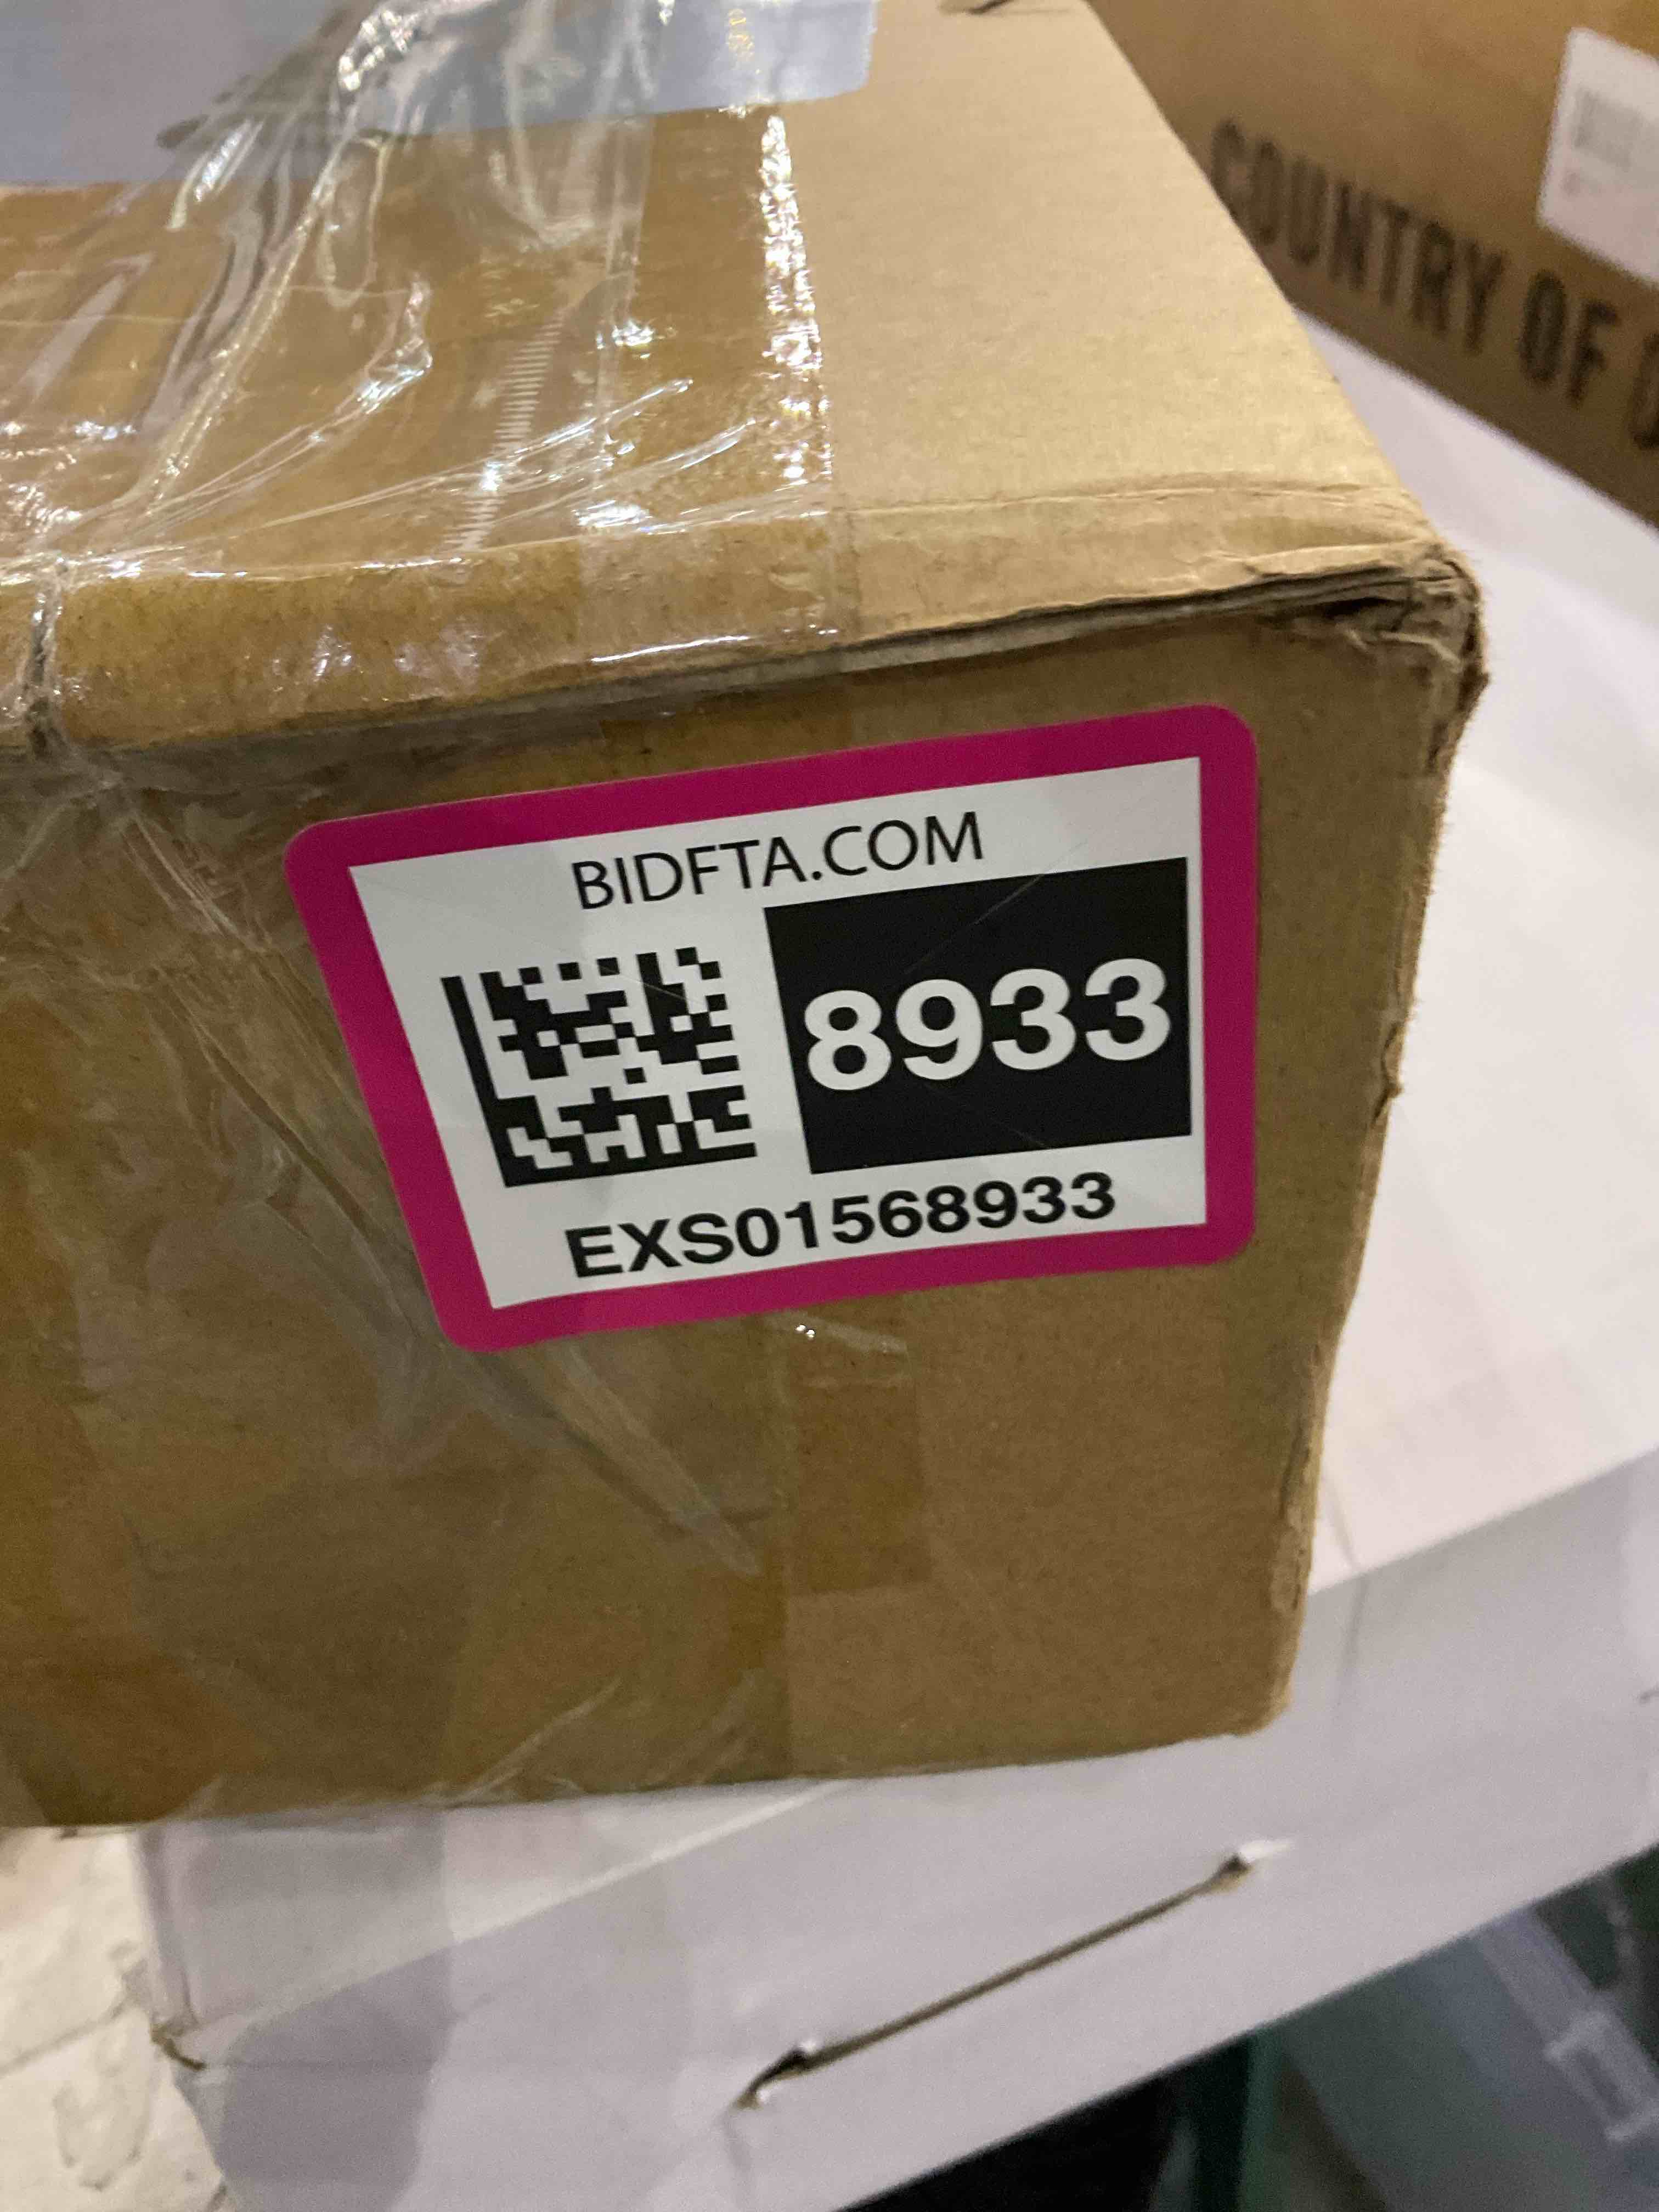 COUNTRY OF
BIDFTA.COM
8933
EXS01568933